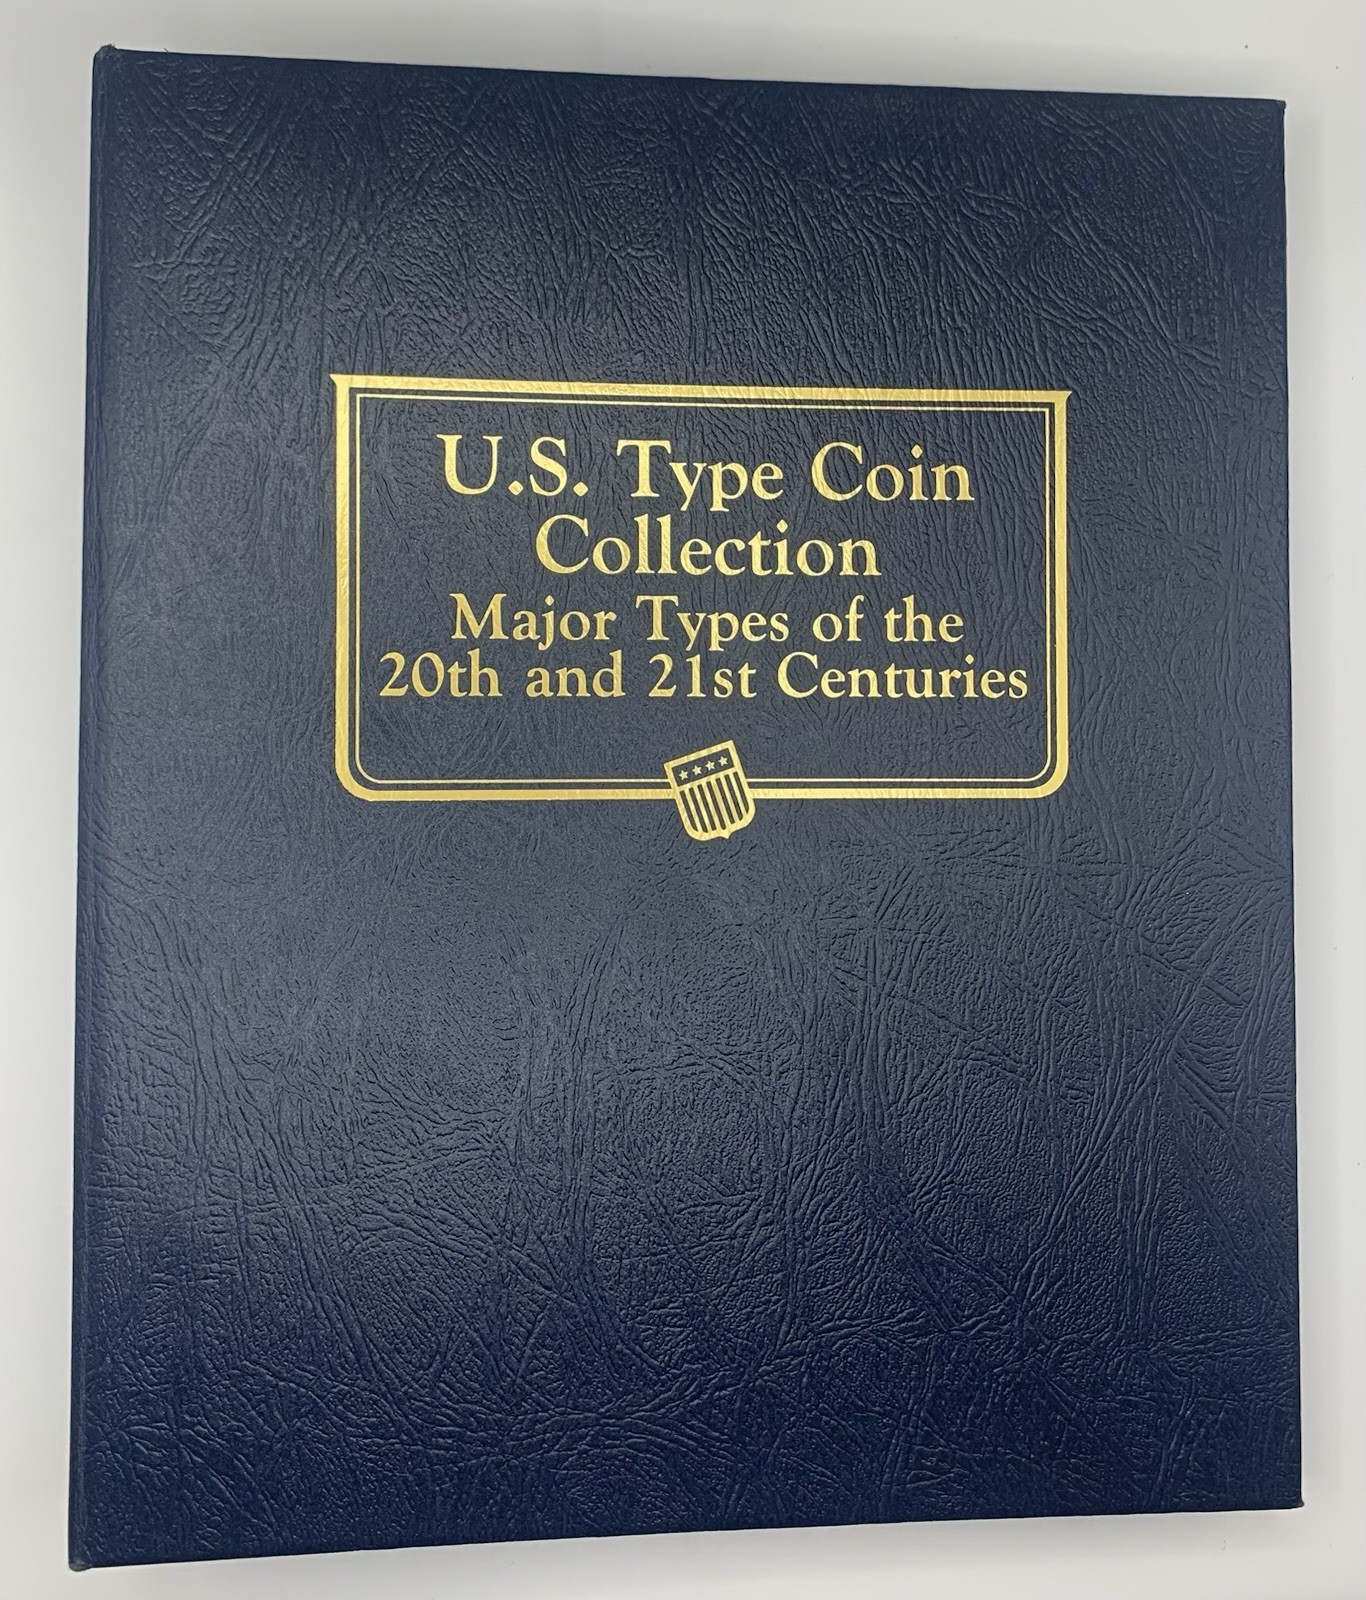 U.S. Type Coin
Collection
Major Types of the
20th and 21st Centuries